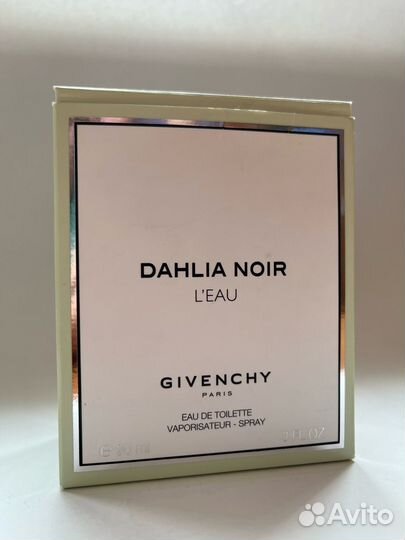 DAHLIA NOIR
L'EAU
GIVENCHY
PARIS
EAU DE TOILETTE
VAPORISATEUR - SPRAY
Avito